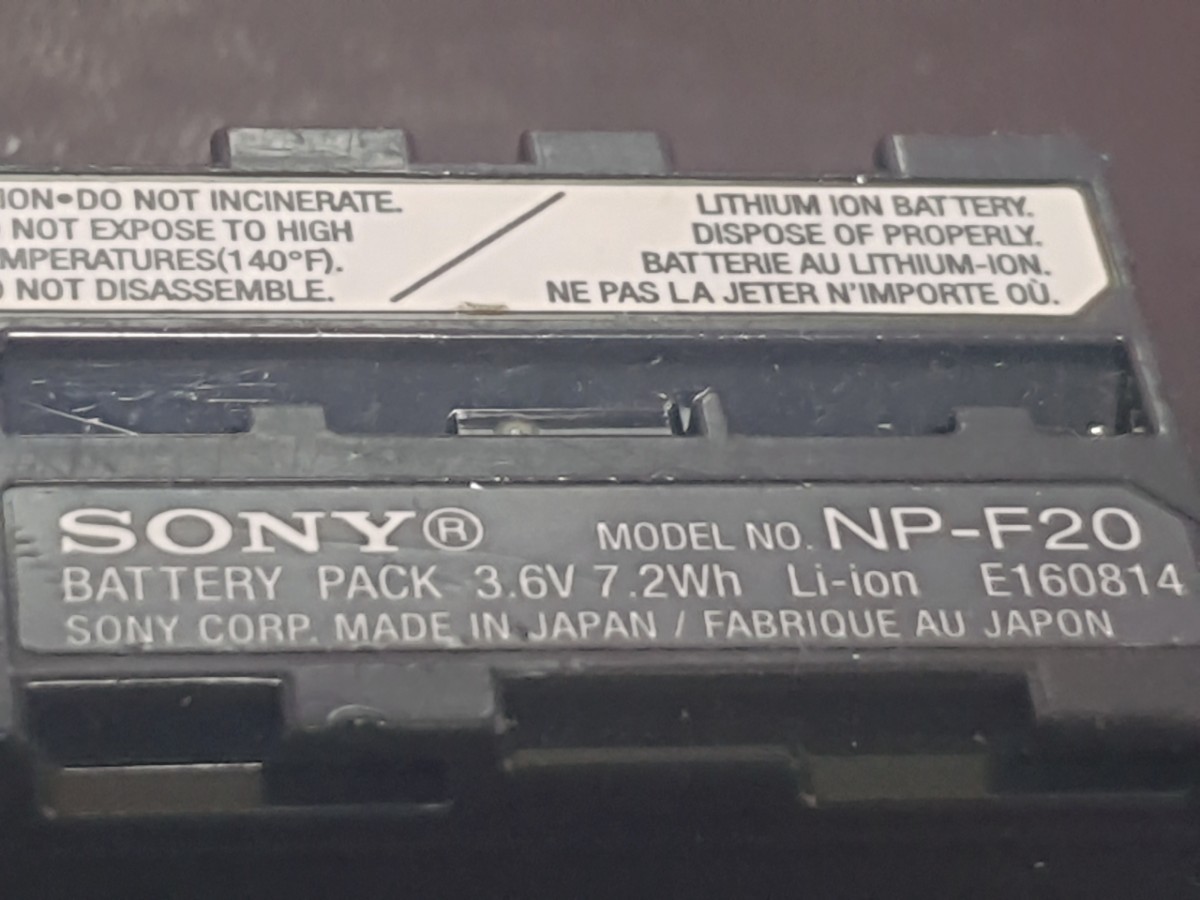 ION•DO NOT INCINERATE.
NOT EXPOSE TO HIGH
MPERATURES(140°F).
NOT DISASSEMBLE.
/
LITHIUM ION BATTERY.
DISPOSE OF PROPERLY.
BATTERIE AU LITHIUM-ION.
NE PAS LA JETER N'IMPORTE OÙ.
SONY® MODEL NO. NP-F20
BATTERY PACK 3.6V 7.2Wh Li-ion E160814
SONY CORP. MADE IN JAPAN / FABRIQUE AU JAPON